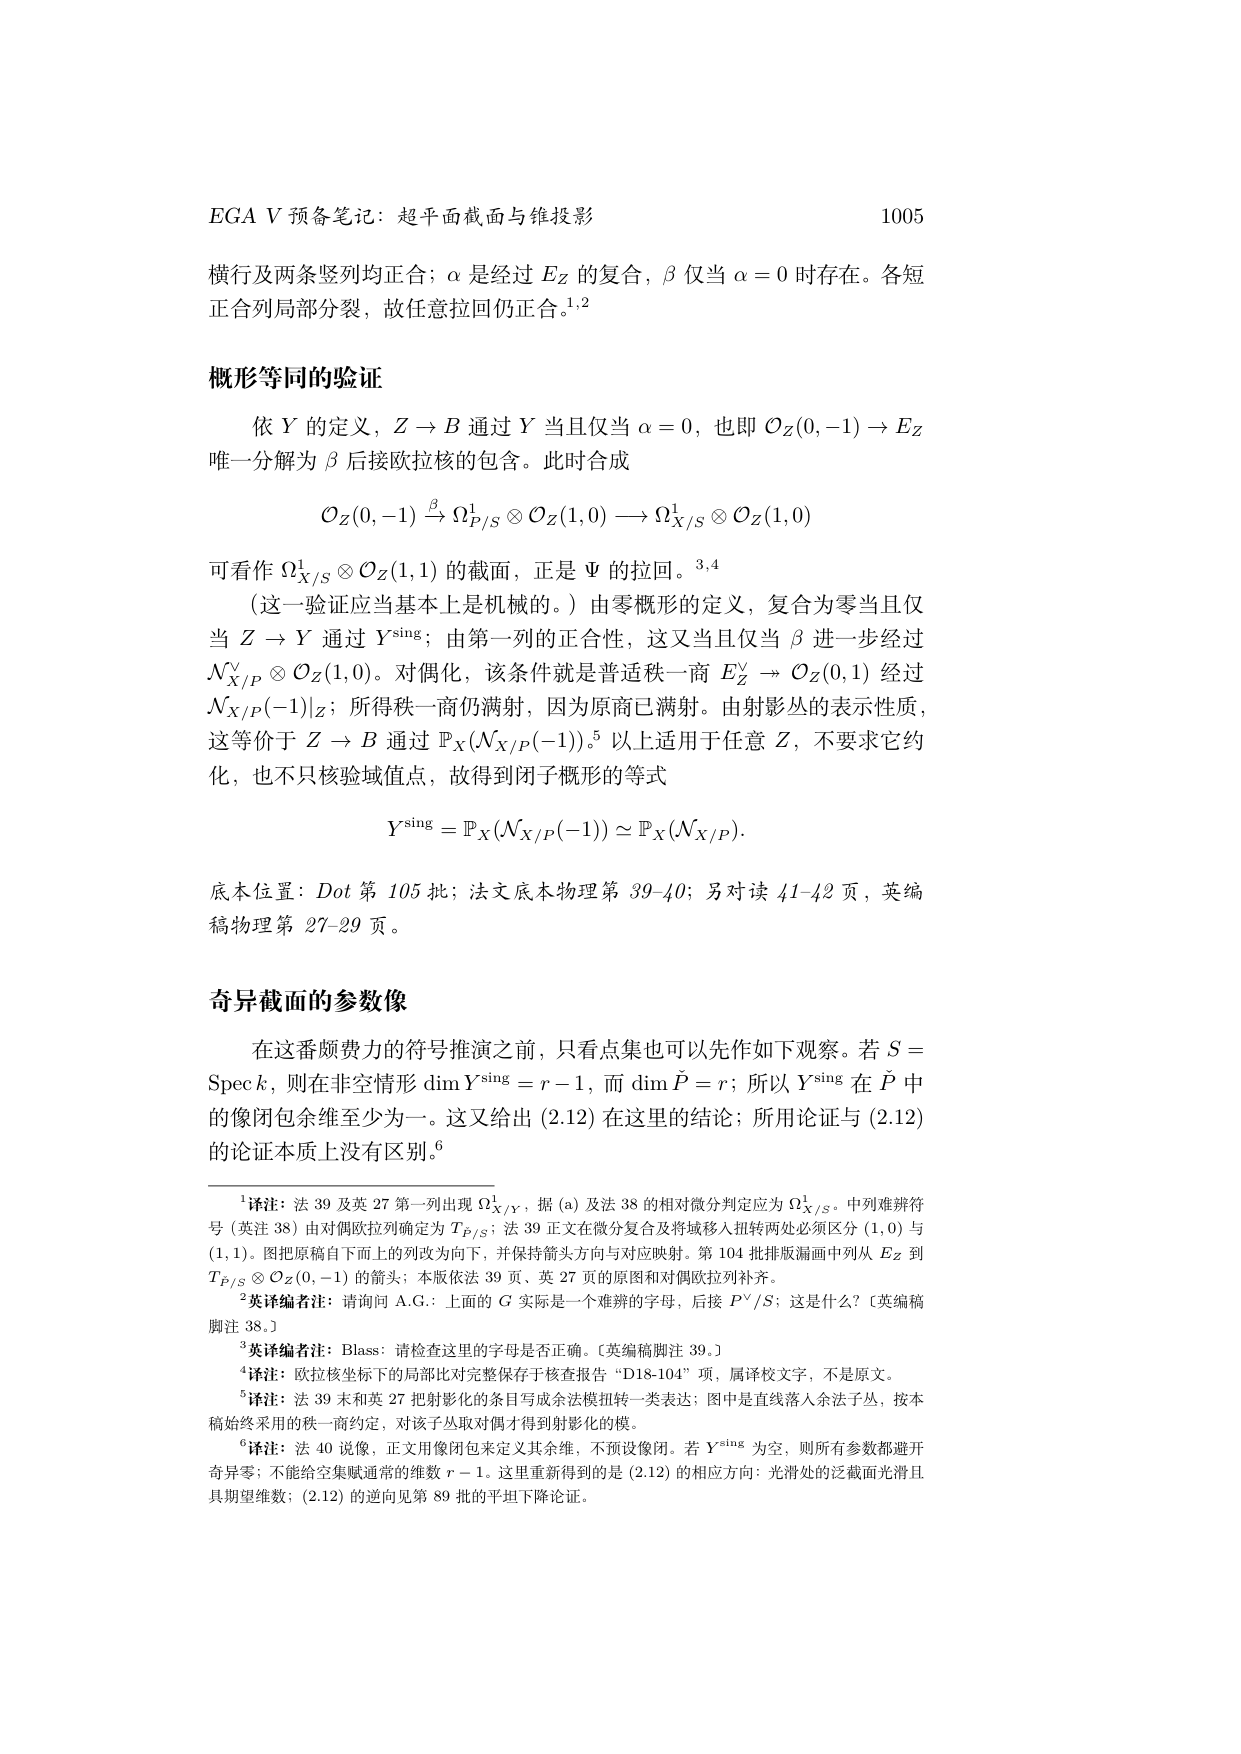 EGA V 预备笔记：超平面截面与锥投影 1005
横行及两条竖列均正合；α 是经过 E_Z 的复合，β 仅当 α = 0 时存在。各短
正合列局部分裂，故任意拉回仍正合。^{1,2}
概形等同的验证
依 Y 的定义，Z → B 通过 Y 当且仅当 α = 0，也即 𝒪_Z(0, −1) → E_Z
唯一分解为 β 后接欧拉核的包含。此时合成
𝒪_Z(0, −1) \xrightarrow{β} Ω^1_{P/S} ⊗ 𝒪_Z(1, 0) ⟶ Ω^1_{X/S} ⊗ 𝒪_Z(1, 0)
可看作 Ω^1_{X/S} ⊗ 𝒪_Z(1, 1) 的截面，正是 Ψ 的拉回。^{3,4}
（这一验证应当基本上是机械的。）由零概形的定义，复合为零当且仅
当 Z → Y 通过 Y^{sing}；由第一列的正合性，这又当且仅当 β 进一步经过
𝒩^∨_{X/P} ⊗ 𝒪_Z(1, 0)。对偶化，该条件就是普适秩一商 E^∨_Z ↠ 𝒪_Z(0, 1) 经过
𝒩_{X/P}(−1)|_Z；所得秩一商仍满射，因为原商已满射。由射影丛的表示性质，
这等价于 Z → B 通过 ℙ_X(𝒩_{X/P}(−1))。^5 以上适用于任意 Z，不要求它约
化，也不只核验域值点，故得到闭子概形的等式
Y^{sing} = ℙ_X(𝒩_{X/P}(−1)) ≃ ℙ_X(𝒩_{X/P}).
底本位置：Dot 第 105 批；法文底本物理第 39–40；另对读 41–42 页，英编
稿物理第 27–29 页。
奇异截面的参数像
在这番颇费力的符号推演之前，只看点集也可以先作如下观察。若 S =
Spec k，则在非空情形 dim Y^{sing} = r − 1，而 dim P̌ = r；所以 Y^{sing} 在 P̌ 中
的像闭包余维至少为一。这又给出 (2.12) 在这里的结论；所用论证与 (2.12)
的论证本质上没有区别。^6
^1译注：法 39 及英 27 第一列出现 Ω^1_{X/Y}，据 (a) 及法 38 的相对微分判定应为 Ω^1_{X/S}。中列难辨符
号（英注 38）由对偶欧拉列确定为 T_{P̌/S}；法 39 正文在微分复合及将域移入扭转两处必须区分 (1, 0) 与
(1, 1)。图把原稿自下而上的列改为向下，并保持箭头方向与对应映射。第 104 批排版漏画中列从 E_Z 到
T_{P̌/S} ⊗ 𝒪_Z(0, −1) 的箭头；本版依法 39 页、英 27 页的原图和对偶欧拉列补齐。
^2英译编者注：请询问 A.G.：上面的 G 实际是一个难辨的字母，后接 P^∨/S；这是什么？〔英编稿
脚注 38。〕
^3英译编者注：Blass：请检查这里的字母是否正确。〔英编稿脚注 39。〕
^4译注：欧拉核坐标下的局部比对完整保存于核查报告 “D18-104” 项，属译校文字，不是原文。
^5译注：法 39 末和英 27 把射影化的条目写成余法模扭转一类表达；图中是直线落入余法子丛，按本
稿始终采用的秩一商约定，对该子丛取对偶才得到射影化的模。
^6译注：法 40 说像，正文用像闭包来定义其余维，不预设像闭。若 Y^{sing} 为空，则所有参数都避开
奇异零；不能给空集赋通常的维数 r − 1。这里重新得到的是 (2.12) 的相应方向：光滑处的泛截面光滑且
具期望维数；(2.12) 的逆向见第 89 批的平坦下降论证。